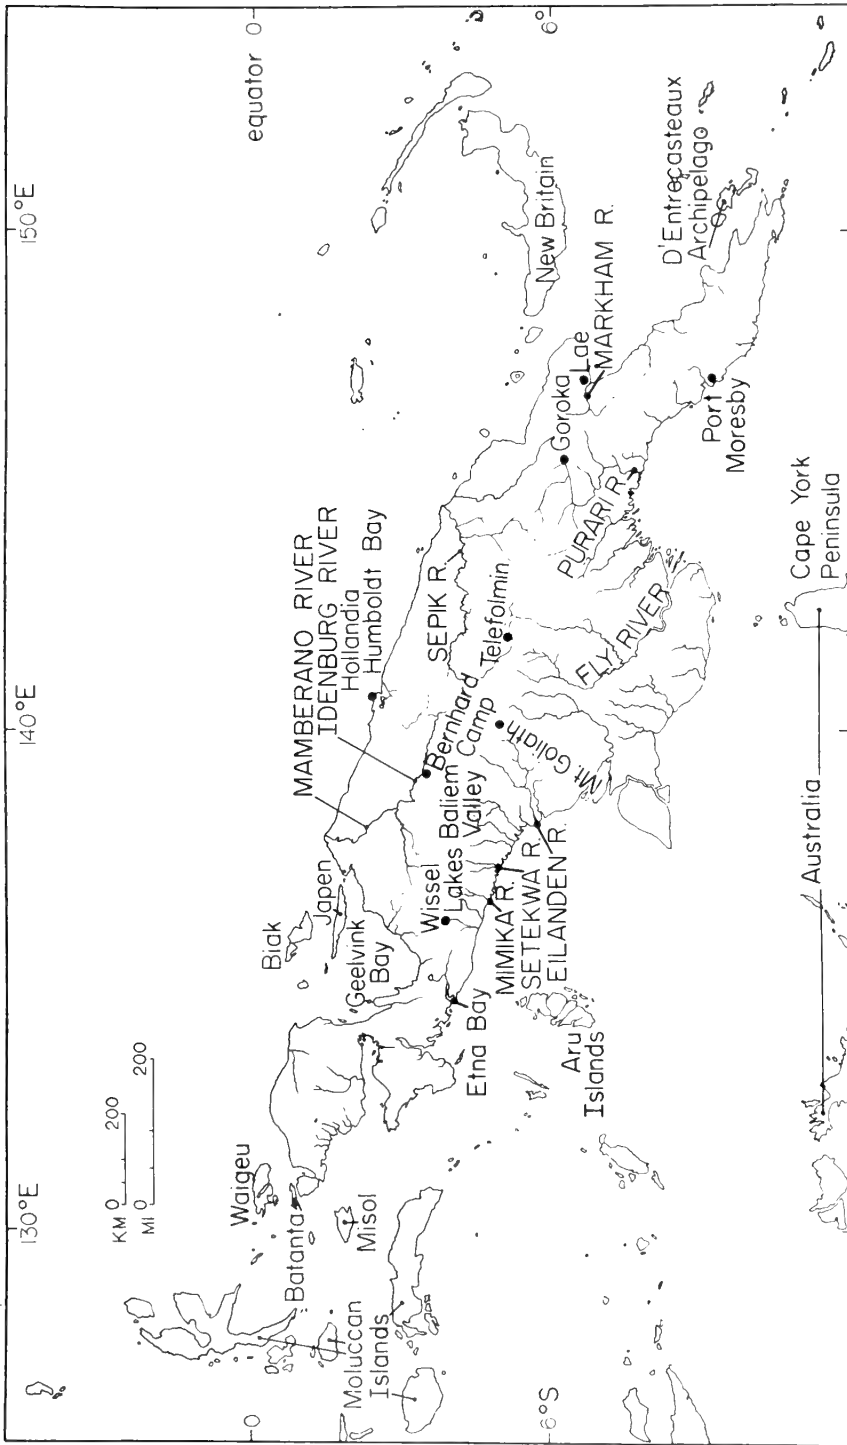 130°E
140°E
150°E
0
equator
0
6°S
6°
KM 0
200
MI 0
200
Waigeu
Batanta
Misol
Moluccan
Islands
Biak
Japen
Geelvink
Bay
MAMBERANO RIVER
IDENBURG RIVER
Hollandia
Humboldt Bay
Wissel
Lakes
Baliem
Valley
Bernhard
Camp
SEPIK R.
Telefolmin
Etna Bay
MIMIKA R.
SETEKWA R.
EILANDEN R.
Mt. Goliath
Aru
Islands
FLY RIVER
PURARI R.
Goroka
Lae
MARKHAM R.
New Britain
Port
Moresby
D'Entrecasteaux
Archipelago
Australia
Cape York
Peninsula